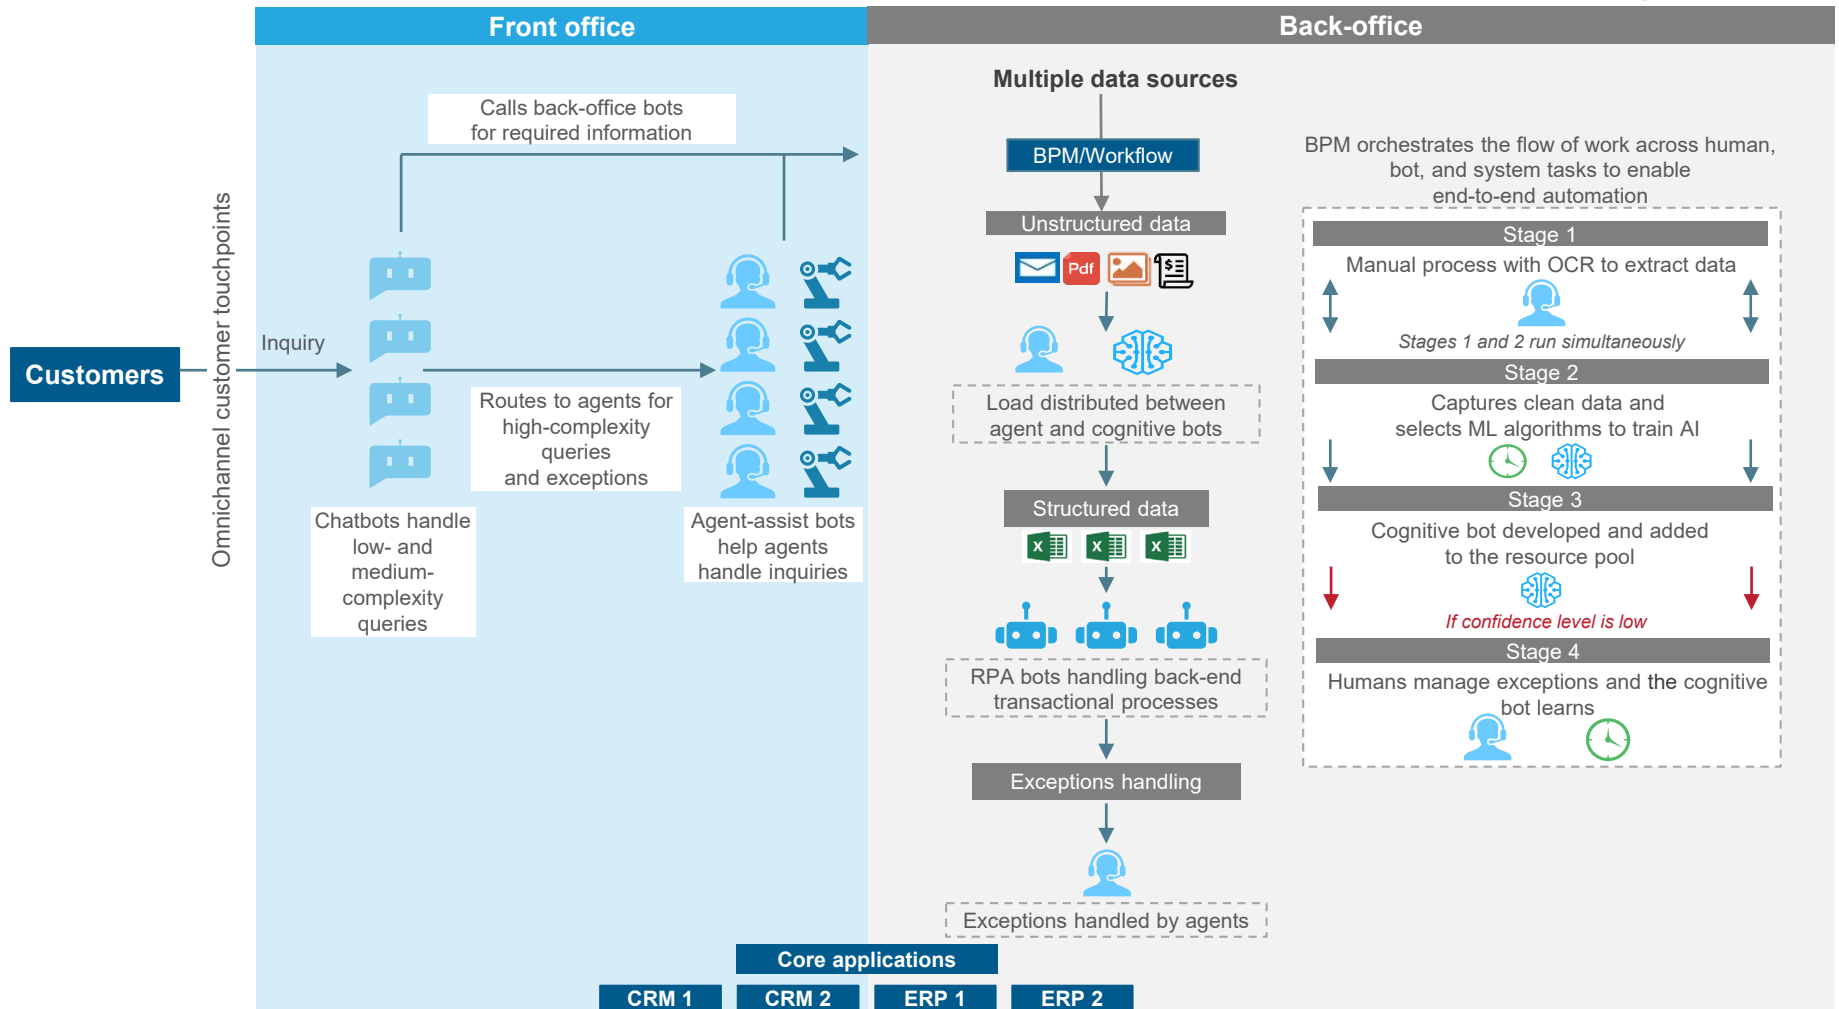 Front office
Back-office
Calls back-office bots
for required information
Omnichannel customer touchpoints
Customers
Inquiry
Routes to agents for
high-complexity
queries
and exceptions
Chatbots handle
low- and
medium-
complexity
queries
Agent-assist bots
help agents
handle inquiries
Multiple data sources
BPM/Workflow
Unstructured data
Pdf
$
Load distributed between
agent and cognitive bots
Structured data
X
X
X
RPA bots handling back-end
transactional processes
Exceptions handling
Exceptions handled by agents
BPM orchestrates the flow of work across human,
bot, and system tasks to enable
end-to-end automation
Stage 1
Manual process with OCR to extract data
Stages 1 and 2 run simultaneously
Stage 2
Captures clean data and
selects ML algorithms to train AI
Stage 3
Cognitive bot developed and added
to the resource pool
If confidence level is low
Stage 4
Humans manage exceptions and the cognitive
bot learns
Core applications
CRM 1
CRM 2
ERP 1
ERP 2